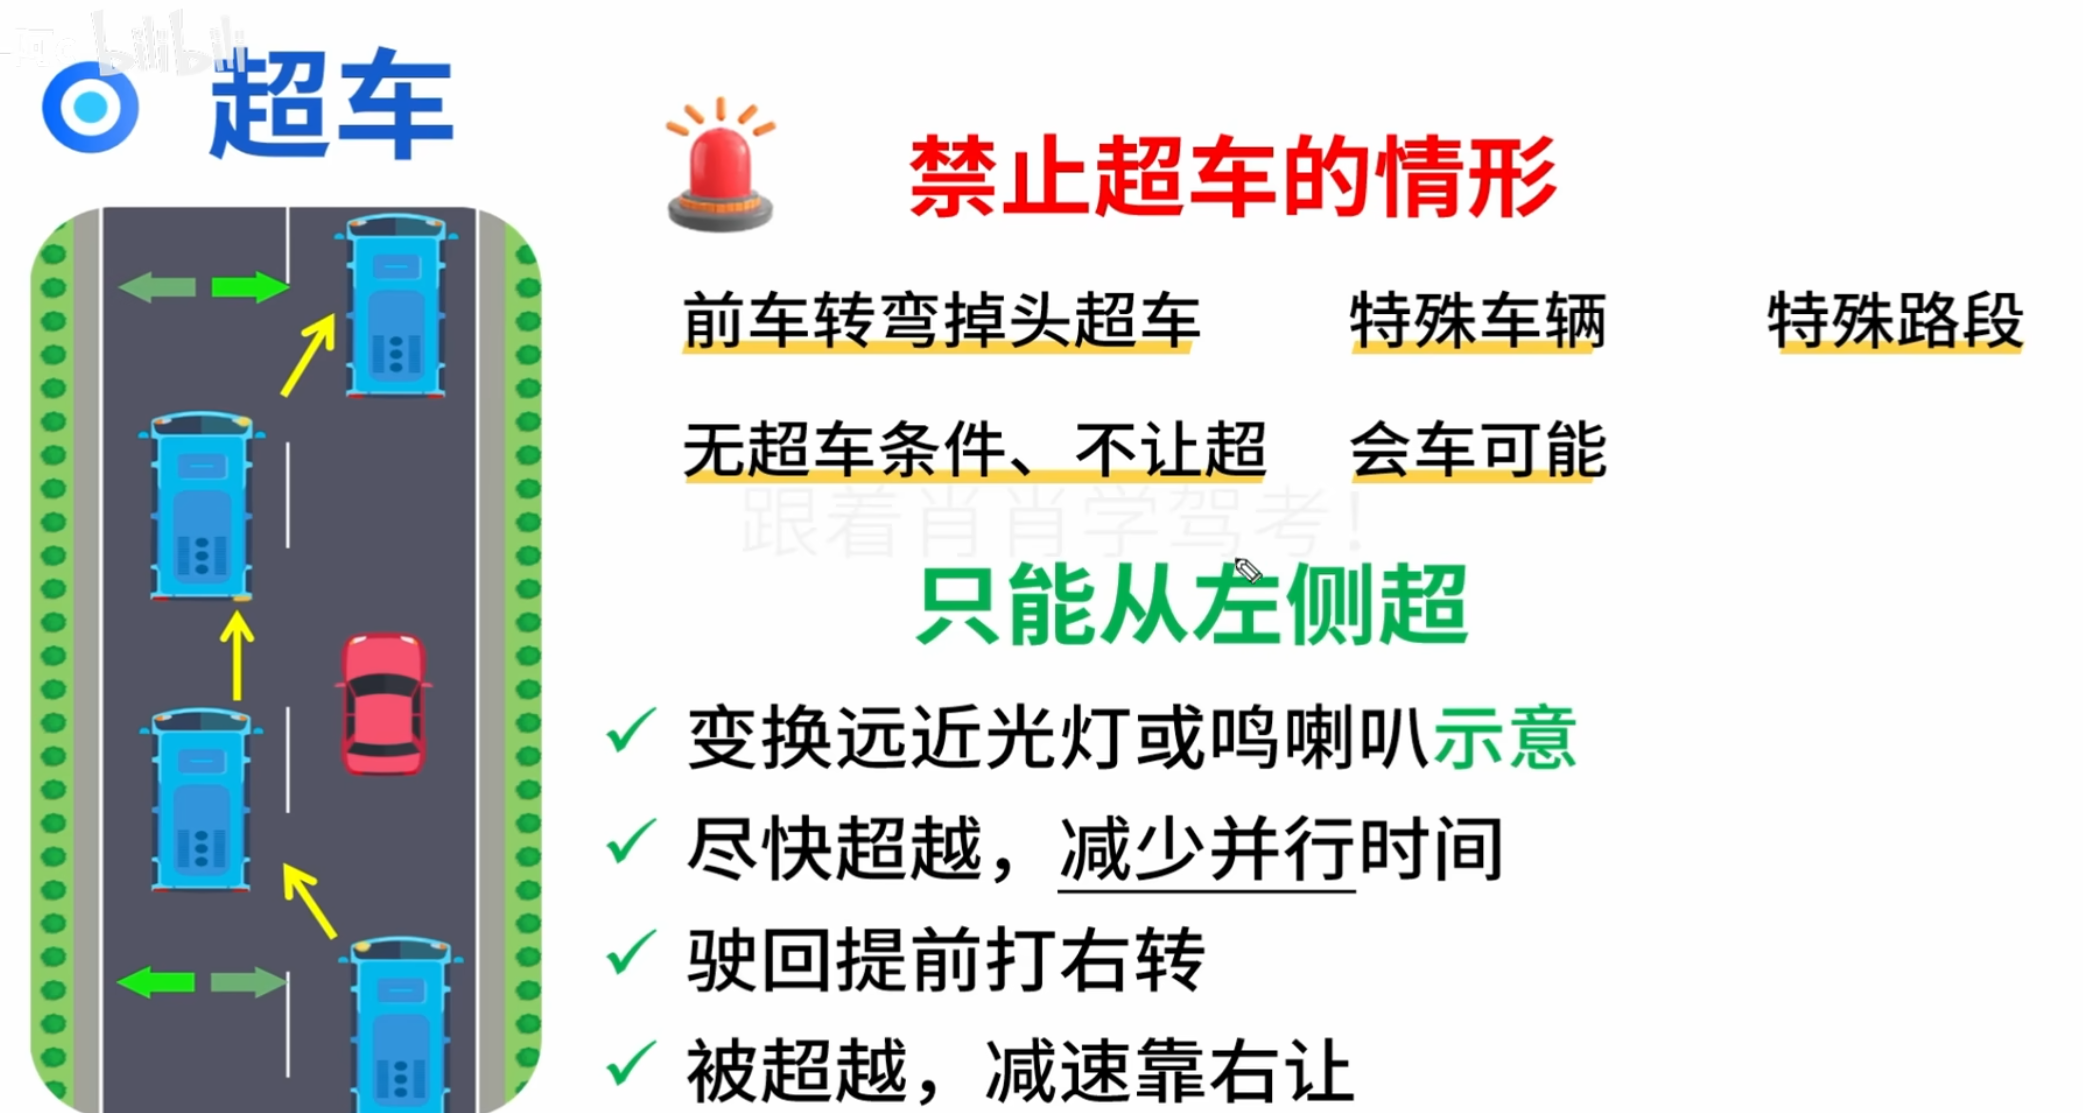 bilibili
超车
禁止超车的情形
前车转弯掉头超车 特殊车辆 特殊路段
无超车条件、不让超 会车可能
跟着肖肖学驾考！
只能从左侧超
变换远近光灯或鸣喇叭示意
尽快超越，减少并行时间
驶回提前打右转
被超越，减速靠右让